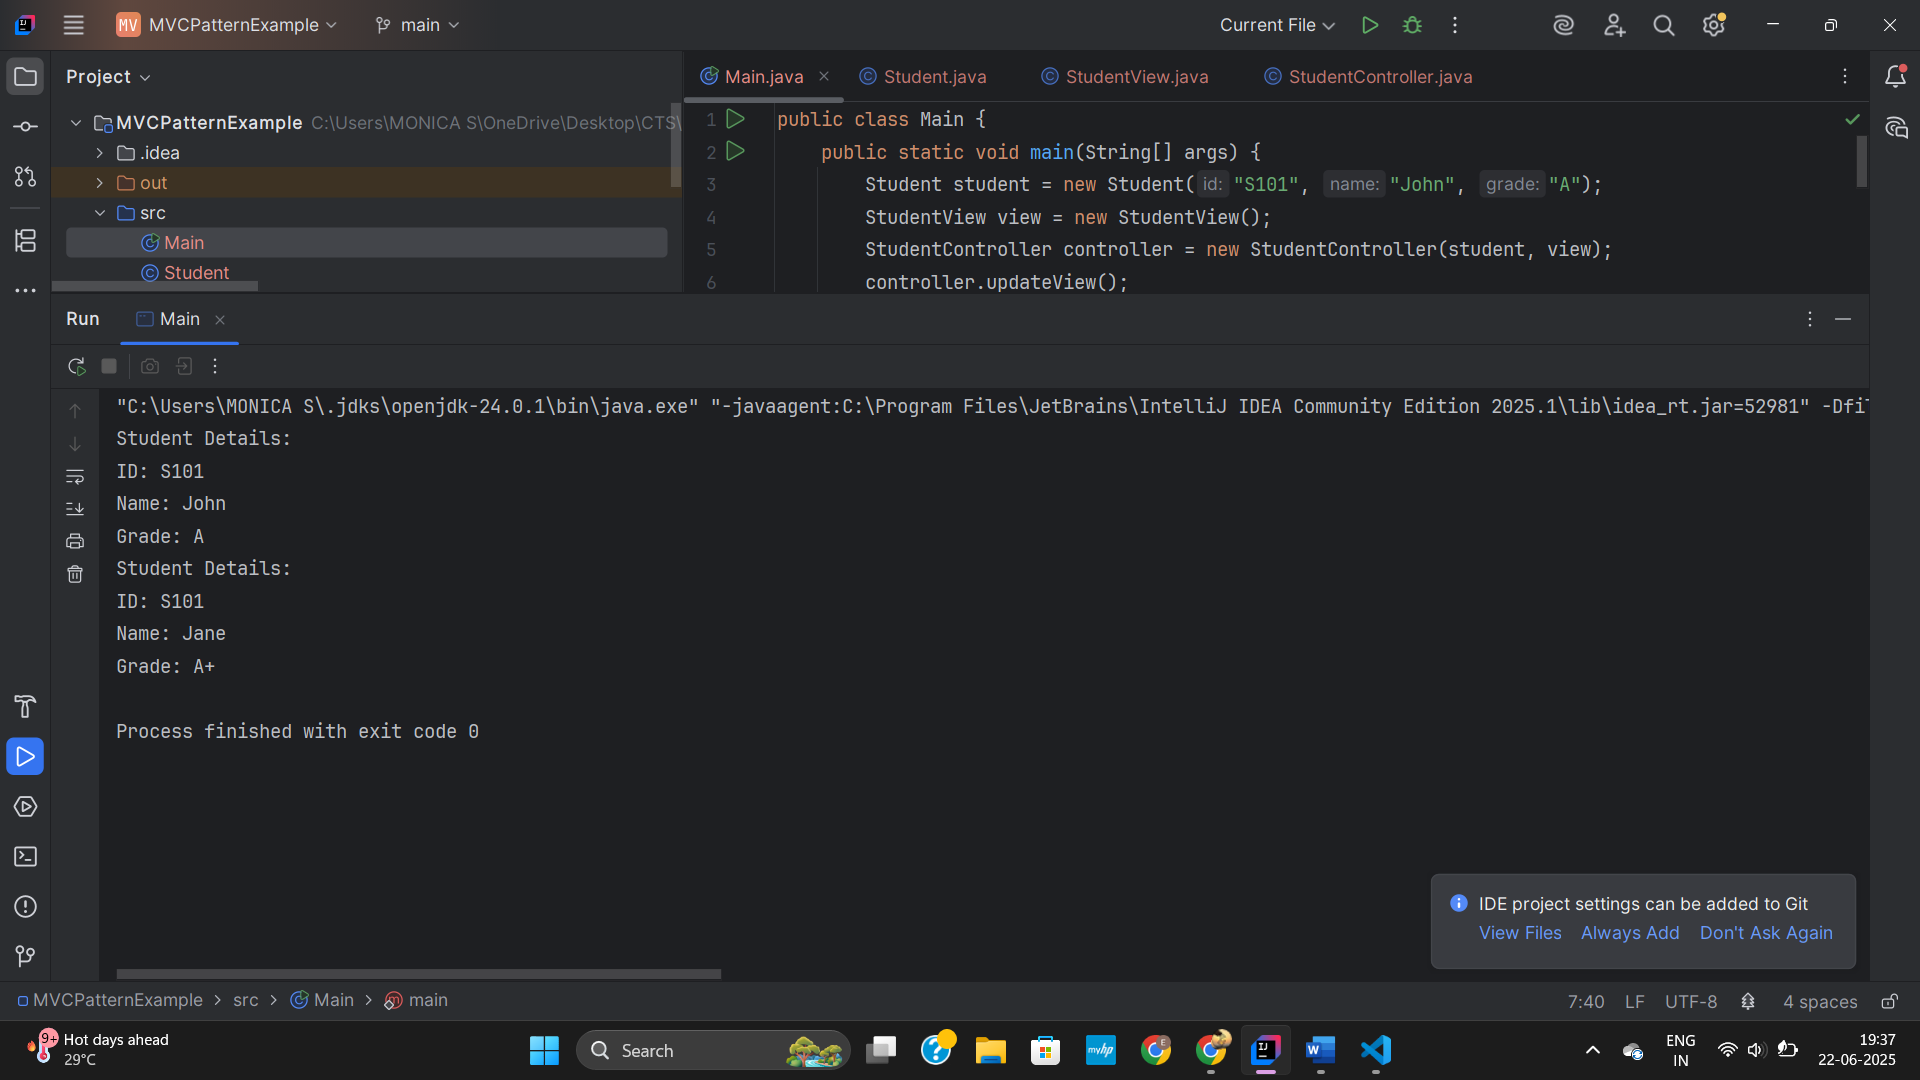 MV MVCPatternExample main Current File
Project
Main.java Student.java StudentView.java StudentController.java
MVCPatternExample C:\Users\MONICA S\OneDrive\Desktop\CTS\
.idea
out
src
Main
Student
1 public class Main {
2 public static void main(String[] args) {
3 Student student = new Student( id: "S101", name: "John", grade: "A");
4 StudentView view = new StudentView();
5 StudentController controller = new StudentController(student, view);
6 controller.updateView();
Run Main
"C:\Users\MONICA S\.jdks\openjdk-24.0.1\bin\java.exe" "-javaagent:C:\Program Files\JetBrains\IntelliJ IDEA Community Edition 2025.1\lib\idea_rt.jar=52981" -Dfi
Student Details:
ID: S101
Name: John
Grade: A
Student Details:
ID: S101
Name: Jane
Grade: A+
Process finished with exit code 0
IDE project settings can be added to Git
View Files Always Add Don't Ask Again
MVCPatternExample > src > Main > main
7:40 LF UTF-8 4 spaces
9+ Hot days ahead
29°C
Search
myhp
ENG
IN
19:37
22-06-2025